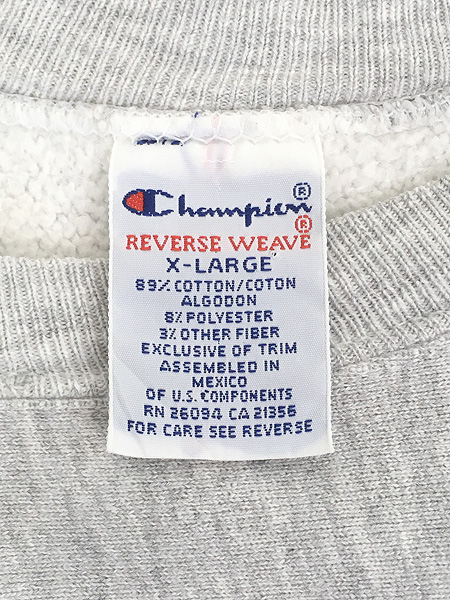 Champion®
REVERSE WEAVE®
X-LARGE
89% COTTON/COTON
ALGODON
8% POLYESTER
3% OTHER FIBER
EXCLUSIVE OF TRIM
ASSEMBLED IN
MEXICO
OF U.S. COMPONENTS
RN 26094 CA 21356
FOR CARE SEE REVERSE